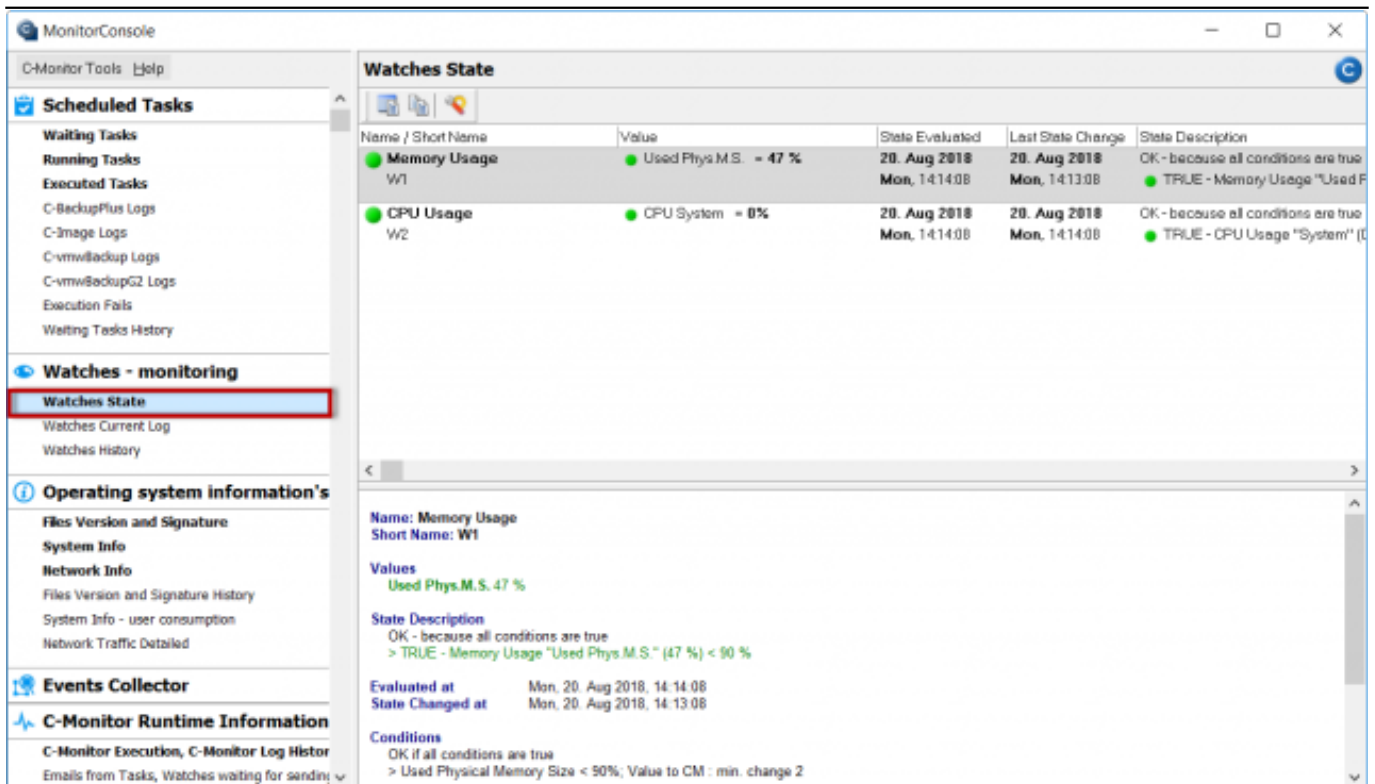 MonitorConsole
C-Monitor Tools Help
Scheduled Tasks
Waiting Tasks
Running Tasks
Executed Tasks
C-BackupPlus Logs
C-Image Logs
C-vmwBackup Logs
C-vmwBackupG2 Logs
Execution Fails
Waiting Tasks History
Watches - monitoring
Watches State
Watches Current Log
Watches History
Operating system information's
Files Version and Signature
System Info
Network Info
Files Version and Signature History
System Info - user consumption
Network Traffic Detailed
Events Collector
C-Monitor Runtime Information
C-Monitor Execution, C-Monitor Log Histor
Emails from Tasks, Watches waiting for sending
Watches State
Name / Short Name Value State Evaluated Last State Change State Description
Memory Usage Used Phys.M.S. = 47 % 20. Aug 2018 20. Aug 2018 OK - because all conditions are true
W1 Mon, 14:14:08 Mon, 14:13:08 TRUE - Memory Usage "Used P
CPU Usage CPU System = 0% 20. Aug 2018 20. Aug 2018 OK - because all conditions are true
W2 Mon, 14:14:08 Mon, 14:14:08 TRUE - CPU Usage "System" (
Name: Memory Usage
Short Name: W1
Values
Used Phys.M.S. 47 %
State Description
OK - because all conditions are true
> TRUE - Memory Usage "Used Phys.M.S." (47 %) < 90 %
Evaluated at Mon, 20. Aug 2018, 14:14:08
State Changed at Mon, 20. Aug 2018, 14:13:08
Conditions
OK if all conditions are true
> Used Physical Memory Size < 90%; Value to CM : min. change 2